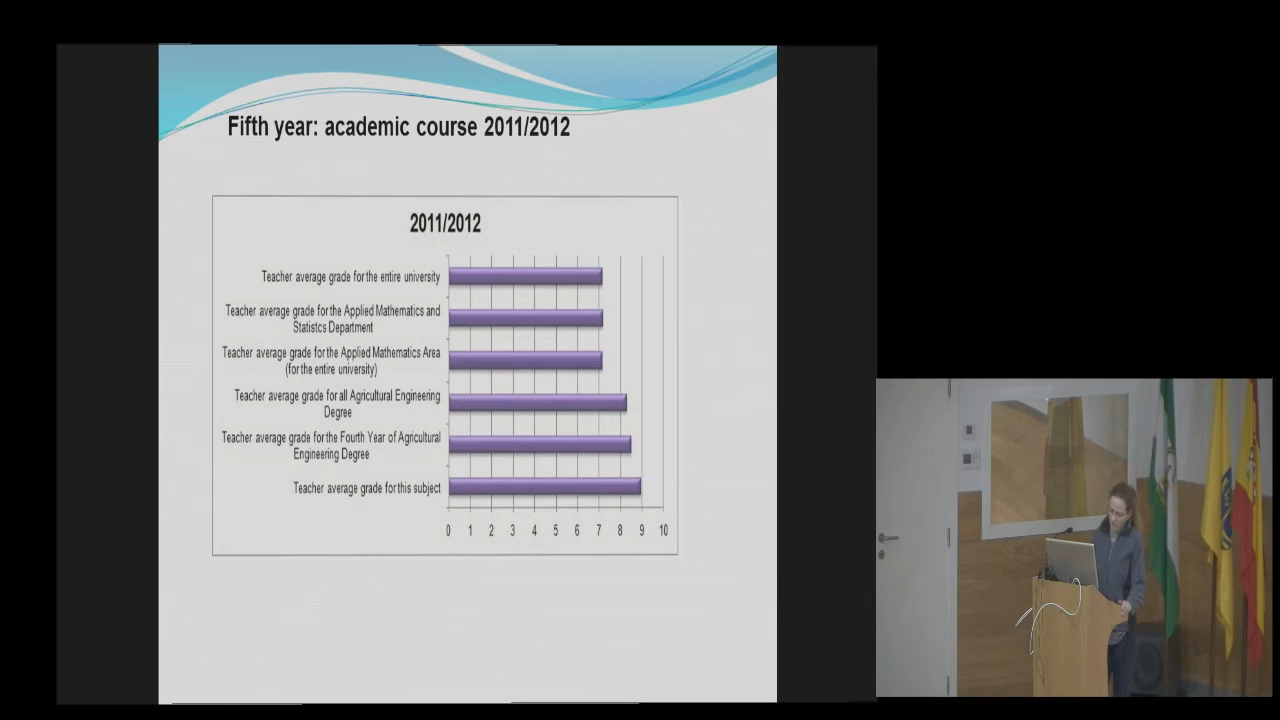 Fifth year: academic course 2011/2012
2011/2012
Teacher average grade for the entire university
Teacher average grade for the Applied Mathematics and
Statistcs Department
Teacher average grade for the Applied Mathematics Area
(for the entire university)
Teacher average grade for all Agricultural Engineering
Degree
Teacher average grade for the Fourth Year of Agricultural
Engineering Degree
Teacher average grade for this subject
0 1 2 3 4 5 6 7 8 9 10